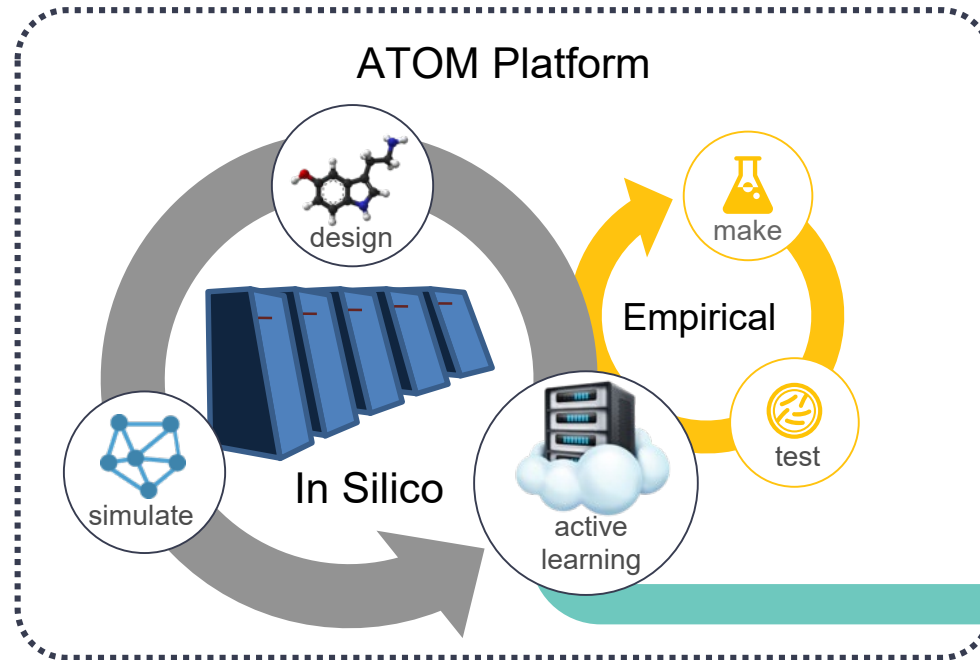 ATOM Platform
design
make
Empirical
test
In Silico
simulate
active
learning